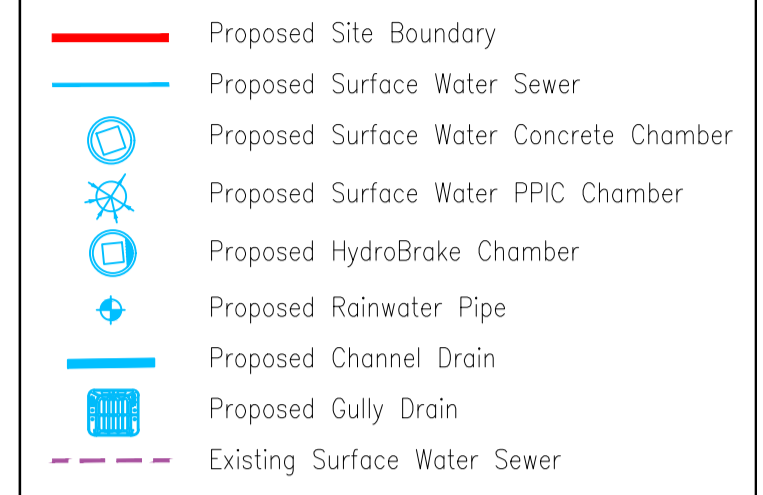 Proposed Site Boundary
Proposed Surface Water Sewer
Proposed Surface Water Concrete Chamber
Proposed Surface Water PPIC Chamber
Proposed HydroBrake Chamber
Proposed Rainwater Pipe
Proposed Channel Drain
Proposed Gully Drain
Existing Surface Water Sewer